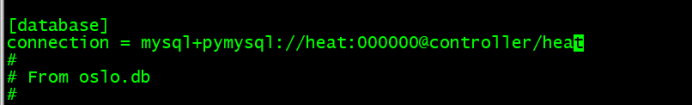 [database]
connection = mysql+pymysql://heat:000000@controller/heat
#
# From oslo.db
#